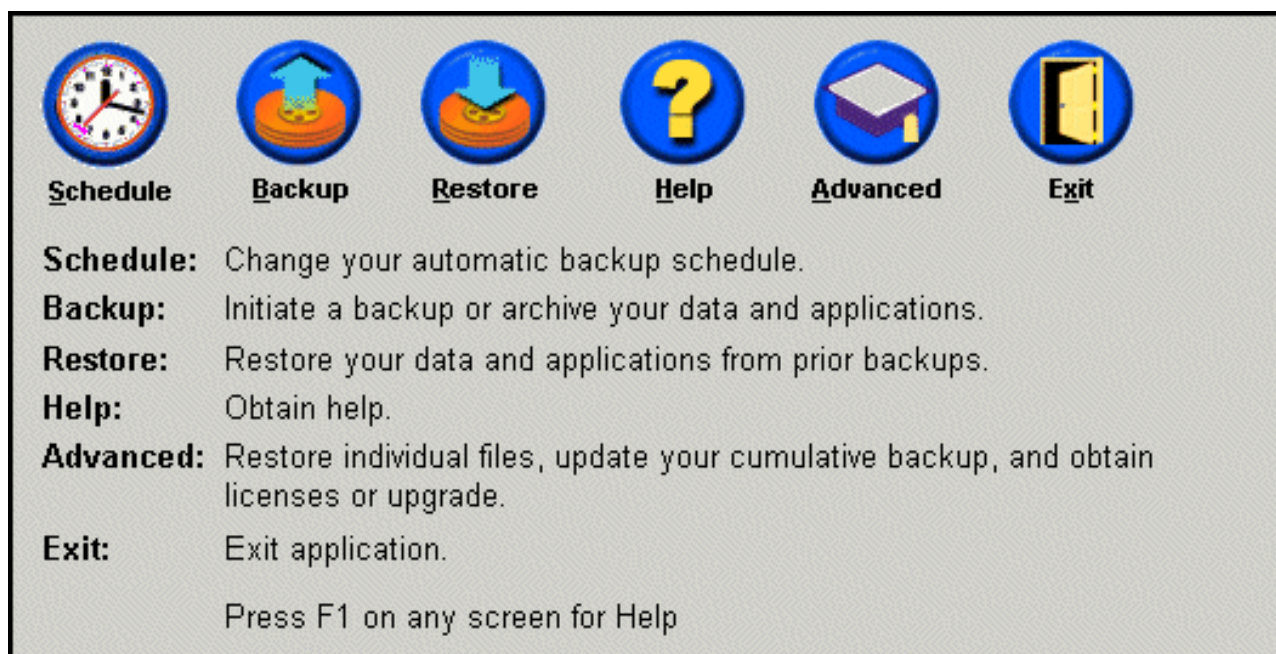 Schedule Backup Restore Help Advanced Exit
Schedule: Change your automatic backup schedule.
Backup: Initiate a backup or archive your data and applications.
Restore: Restore your data and applications from prior backups.
Help: Obtain help.
Advanced: Restore individual files, update your cumulative backup, and obtain
licenses or upgrade.
Exit: Exit application.
Press F1 on any screen for Help